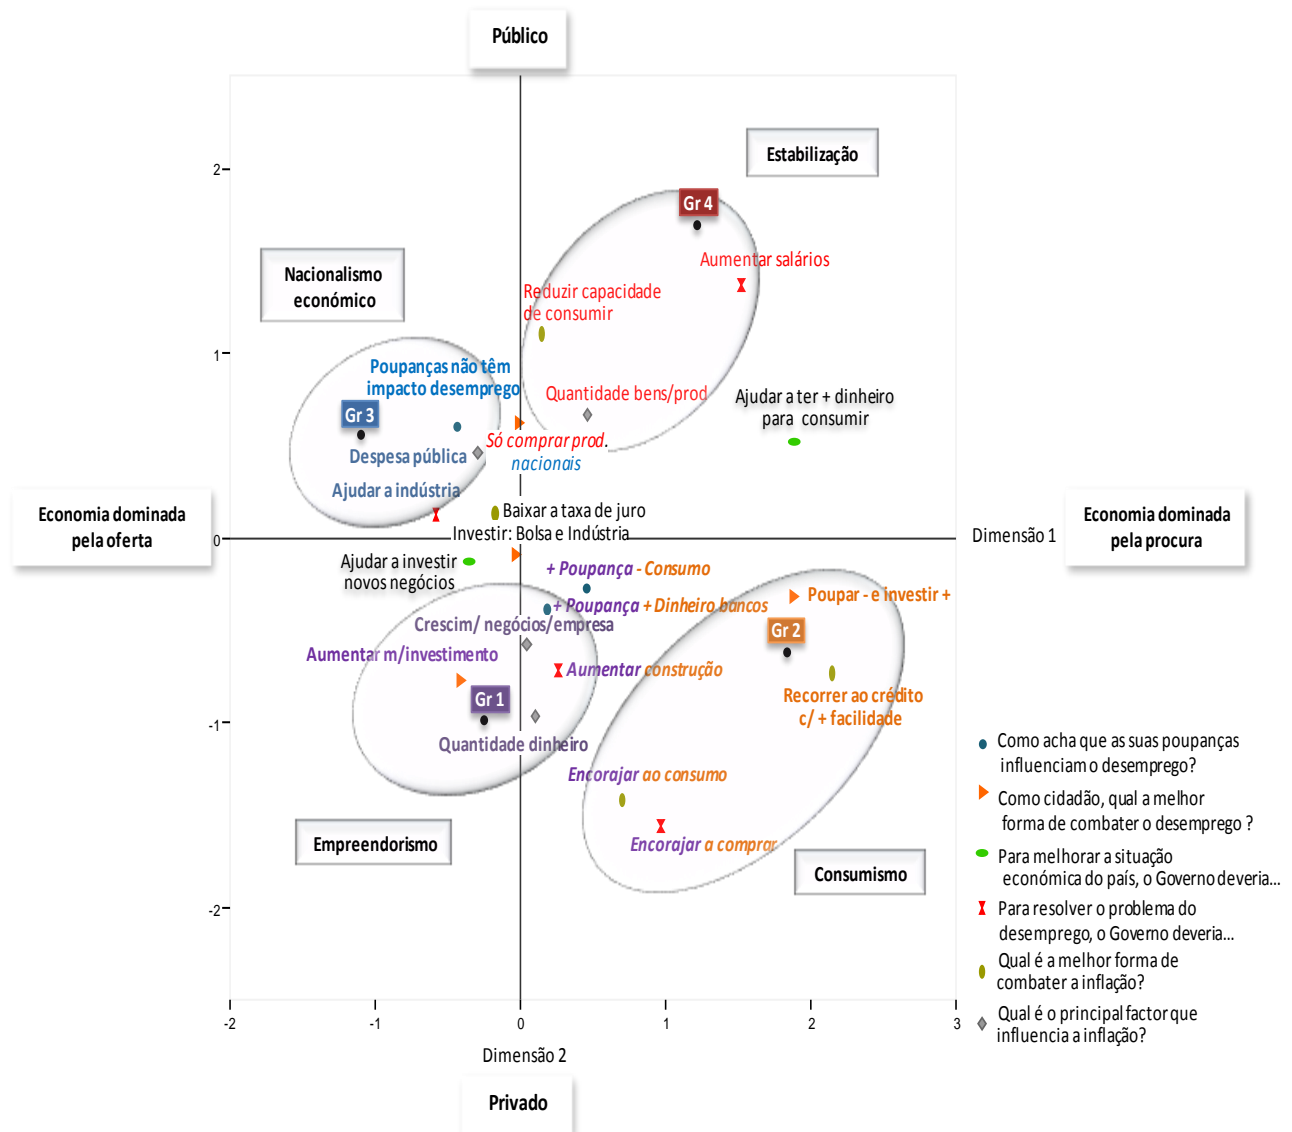 Público
Estabilização
2
Gr 4
Aumentar salários
Nacionalismo
económico
Reduzir capacidade
de consumir
1
Poupanças não têm
impacto desemprego
Quantidade bens/prod
Ajudar a ter + dinheiro
para consumir
Gr 3
Só comprar prod.
nacionais
Despesa pública
Ajudar a indústria
Economia dominada
pela oferta
Baixar a taxa de juro
Investir: Bolsa e Indústria
0
Dimensão 1
Economia dominada
pela procura
Ajudar a investir
novos negócios
+ Poupança - Consumo
+ Poupança + Dinheiro bancos
Poupar - e investir +
Crescim/ negócios/empresa
Gr 2
Aumentar m/investimento
Aumentar construção
Gr 1
Recorrer ao crédito
c/ + facilidade
-1
Quantidade dinheiro
Encorajar ao consumo
Encorajar a comprar
Empreendorismo
Consumismo
-2
-2
-1
0
1
2
3
Dimensão 2
Privado
Como acha que as suas poupanças
influenciam o desemprego?
Como cidadão, qual a melhor
forma de combater o desemprego ?
Para melhorar a situação
económica do país, o Governo deveria...
Para resolver o problema do
desemprego, o Governo deveria...
Qual é a melhor forma de
combater a inflação?
Qual é o principal factor que
influencia a inflação?